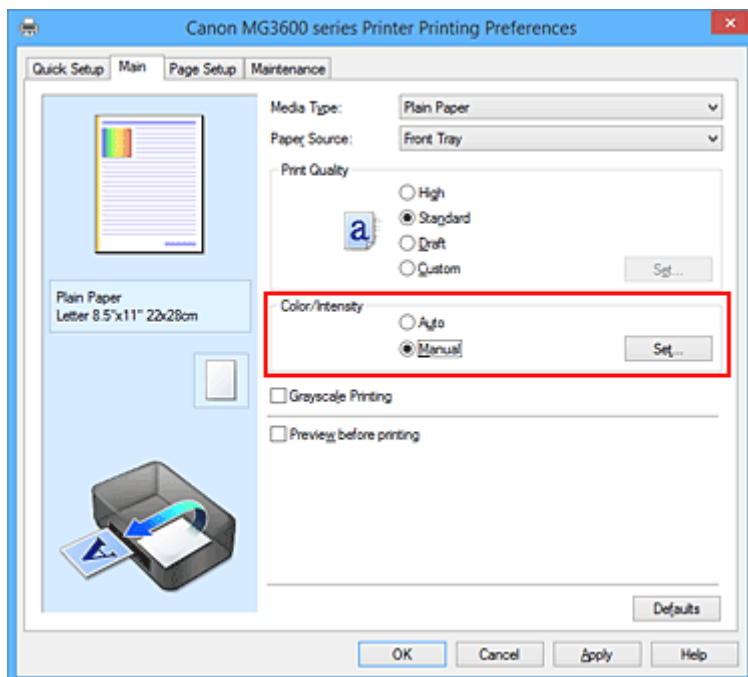 Canon MG3600 series Printer Printing Preferences
Quick Setup Main Page Setup Maintenance
Media Type: Plain Paper
Paper Source: Front Tray
Print Quality
High
Standard
Draft
Custom Set...
Plain Paper
Letter 8.5"x11" 22x28cm
Color/Intensity
Auto
Manual Set...
Grayscale Printing
Preview before printing
Defaults
OK Cancel Apply Help